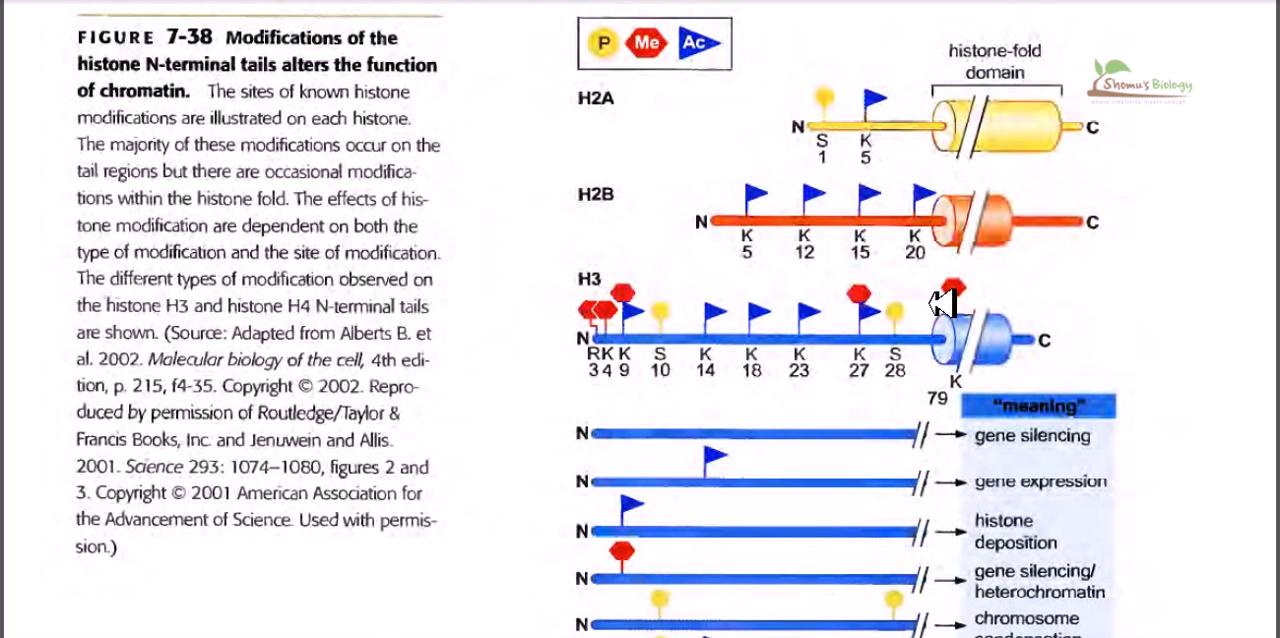 FIGURE 7-38 Modifications of the
histone N-terminal tails alters the function
of chromatin. The sites of known histone
modifications are illustrated on each histone.
The majority of these modifications occur on the
tail regions but there are occasional modifica-
tions within the histone fold. The effects of his-
tone modification are dependent on both the
type of modification and the site of modification.
The different types of modification observed on
the histone H3 and histone H4 N-terminal tails
are shown. (Source: Adapted from Alberts B. et
al. 2002. Molecular biology of the cell, 4th edi-
tion, p. 215, f4-35. Copyright © 2002. Repro-
duced by permission of Routledge/Taylor &
Francis Books, Inc. and Jenuwein and Allis.
2001. Science 293: 1074–1080, figures 2 and
3. Copyright © 2001 American Association for
the Advancement of Science. Used with permis-
sion.)
P Me Ac
histone-fold
domain
Shomu's Biology
H2A
N C
S K
1 5
H2B
N C
K K K K
5 12 15 20
H3
N C
R K K S K K K K S K
3 4 9 10 14 18 23 27 28 79
"meaning"
N gene silencing
N gene expression
N histone
deposition
N gene silencing/
heterochromatin
N chromosome